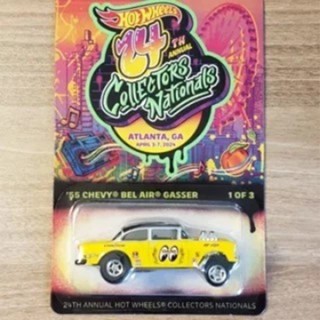 HOT WHEELS
24TH
ANNUAL
Collectors
Nationals
ATLANTA, GA
APRIL 3-7, 2024
'55 CHEVY® BEL AIR® GASSER 1 OF 3
24TH ANNUAL HOT WHEELS® COLLECTORS NATIONALS